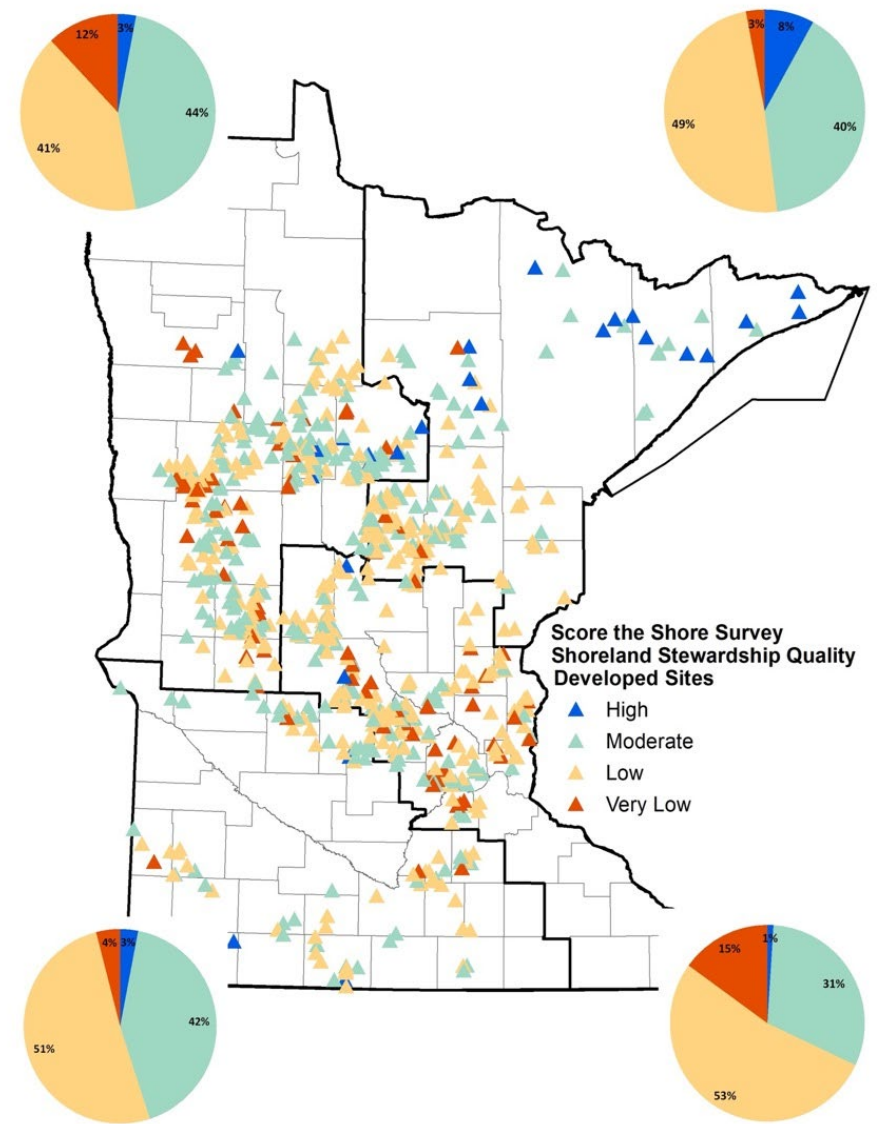 3%
12%
44%
41%
3%
8%
49%
40%
Score the Shore Survey
Shoreland Stewardship Quality
Developed Sites
High
Moderate
Low
Very Low
4%
3%
42%
51%
1%
15%
31%
53%